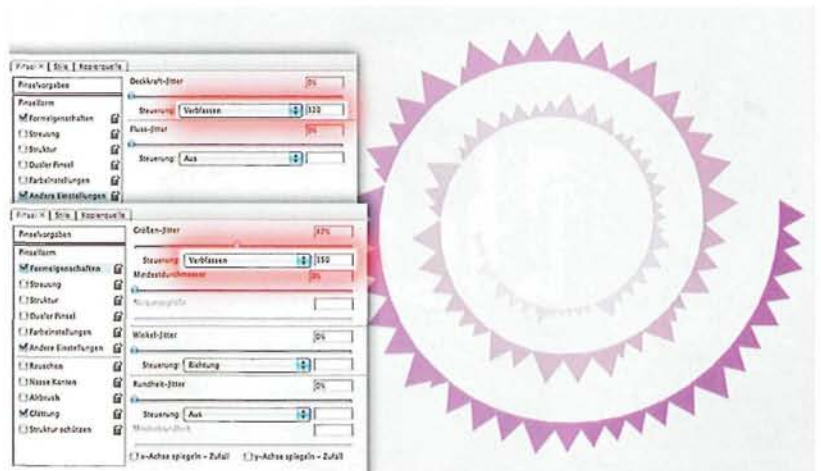 Pinsel × | Stile | Kopierquelle
Pinselvorgaben
Deckkraft-Jitter 0%
Pinselform
Steuerung: Verblassen
Formeigenschaften
Streuung
Fluss-Jitter 0%
Struktur
Dualer Pinsel
Steuerung: Aus
Farbeinstellungen
Andere Einstellungen
Pinsel × | Stile | Kopierquelle
Pinselvorgaben
Größen-Jitter
Pinselform
Steuerung: Verblassen 350
Formeigenschaften
Mindestdurchmesser 0%
Streuung
Struktur
Dualer Pinsel
Farbeinstellungen
Winkel-Jitter 0%
Andere Einstellungen
Rauschen
Steuerung: Richtung
Nasse Kanten
Rundheit-Jitter 0%
Airbrush
Glättung
Steuerung: Aus
Struktur schützen
x-Achse spiegeln – Zufall y-Achse spiegeln – Zufall